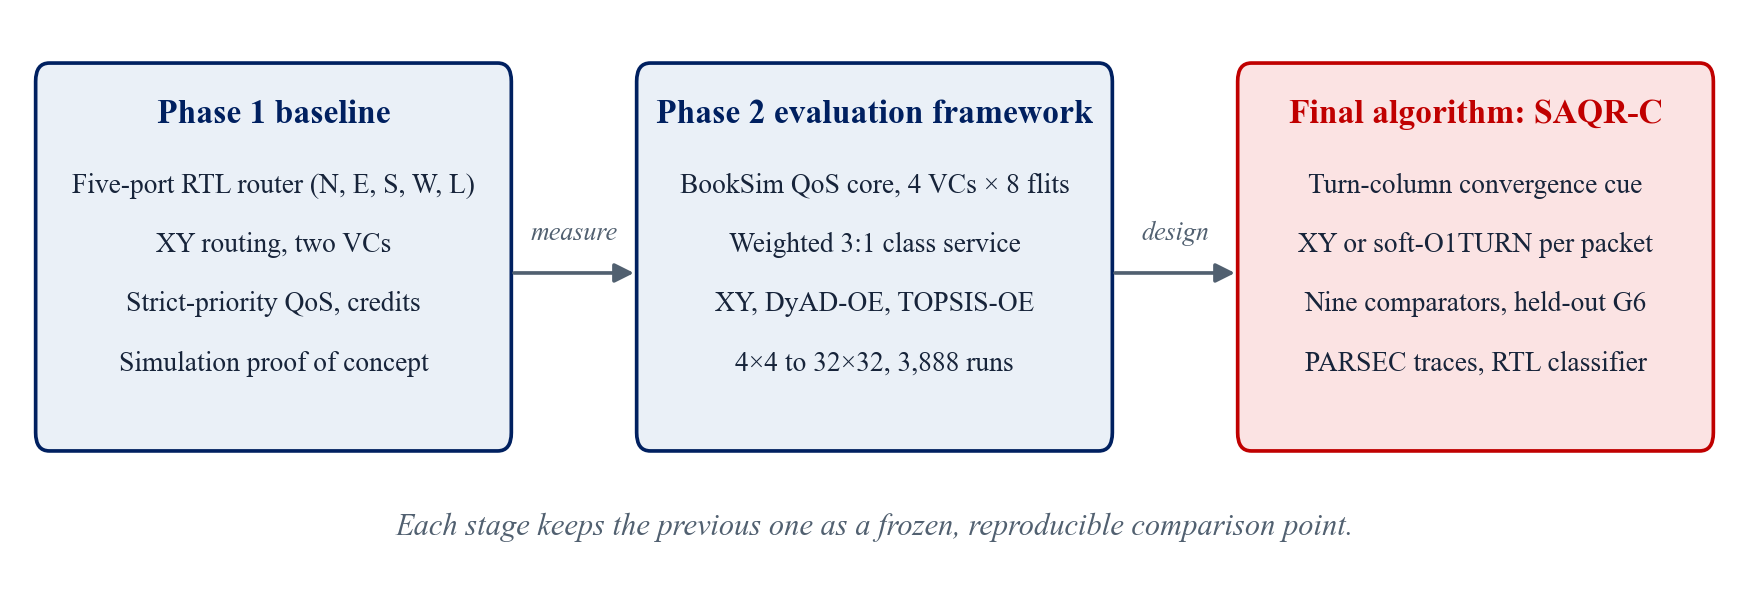 Phase 1 baseline
Five-port RTL router (N, E, S, W, L)
XY routing, two VCs
Strict-priority QoS, credits
Simulation proof of concept
measure
Phase 2 evaluation framework
BookSim QoS core, 4 VCs × 8 flits
Weighted 3:1 class service
XY, DyAD-OE, TOPSIS-OE
4×4 to 32×32, 3,888 runs
design
Final algorithm: SAQR-C
Turn-column convergence cue
XY or soft-O1TURN per packet
Nine comparators, held-out G6
PARSEC traces, RTL classifier
Each stage keeps the previous one as a frozen, reproducible comparison point.